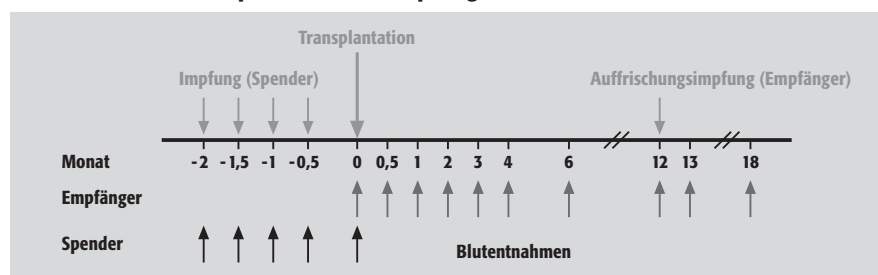 Transplantation
Impfung (Spender) Auffrischungsimpfung (Empfänger)
Monat -2 -1,5 -1 -0,5 0 0,5 1 2 3 4 6 12 13 18
Empfänger
Spender Blutentnahmen